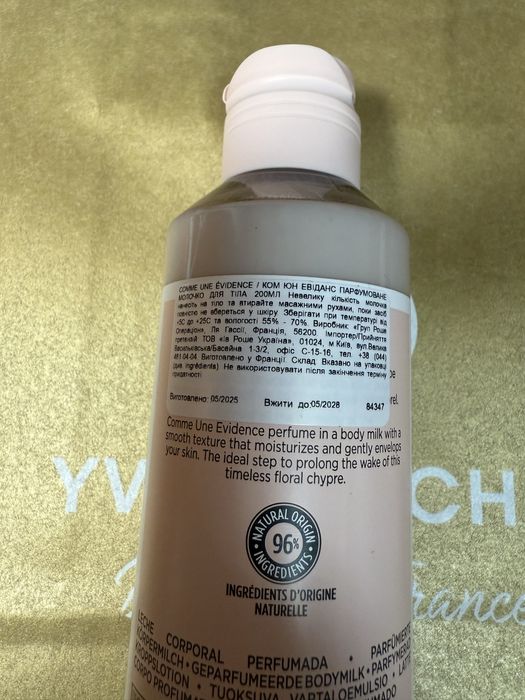 COMME UNE ÉVIDENCE / КОМ ЮН ЕВІДАНС ПАРФУМОВАНЕ
МОЛОЧКО ДЛЯ ТІЛА 200МЛ Невелику кількість молочка
нанесіть на тіло та втирайте масажними рухами, поки засіб
повністю не вбереться у шкіру Зберігати при температурі від
+5С до +25С та вологості 55% - 70%. Виробник «Груп Роше
Операцион», Ля Гассії, Франція, 56200. Імпортер/Прийняття
претензій ТОВ «Ів Роше Україна», 01024, м Київ, вул.Велика
Васильківська/Басейна 1-3/2, офіс С-15-16, тел. +38 (044)
461 04 04. Виготовлено у Франції. Склад: Вказано на упаковці
(див. ingrédients) Не використовувати після закінчення терміну
придатності
Виготовлено: 05/2025 Вжити до:05/2028 84347
Comme Une Evidence perfume in a body milk with a
smooth texture that moisturizes and gently envelops
your skin. The ideal step to prolong the wake of this
timeless floral chypre.
NATURAL ORIGIN
96%
INGREDIENTS
INGRÉDIENTS D'ORIGINE
NATURELLE
LECHE CORPORAL PERFUMADA •
KÖRPERMILCH • GEPARFUMEERDE BODYMILK •
KROPPSLOTION • TUOKSUVA VARTALOEMULSIO •
YV CH
rance